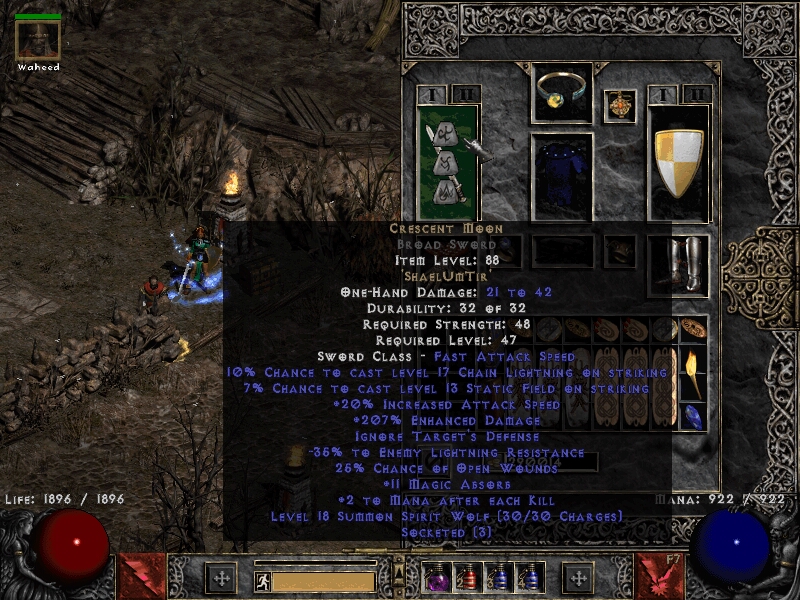 Waheed
I II I II
Crescent Moon
Broad Sword
Item Level: 88
'ShaelUmTir'
One-Hand Damage: 21 to 42
Durability: 32 of 32
Required Strength: 48
Required Level: 47
Sword Class - Fast Attack Speed
10% Chance to cast level 17 Chain Lightning on striking
7% Chance to cast level 13 Static Field on striking
+20% Increased Attack Speed
+207% Enhanced Damage
Ignore Target's Defense
-35% to Enemy Lightning Resistance
25% Chance of Open Wounds
+11 Magic Absorb
+2 to Mana after each Kill
Level 18 Summon Spirit Wolf (30/30 Charges)
Socketed (3)
Life: 1896 / 1896
Mana: 922 / 922
F7